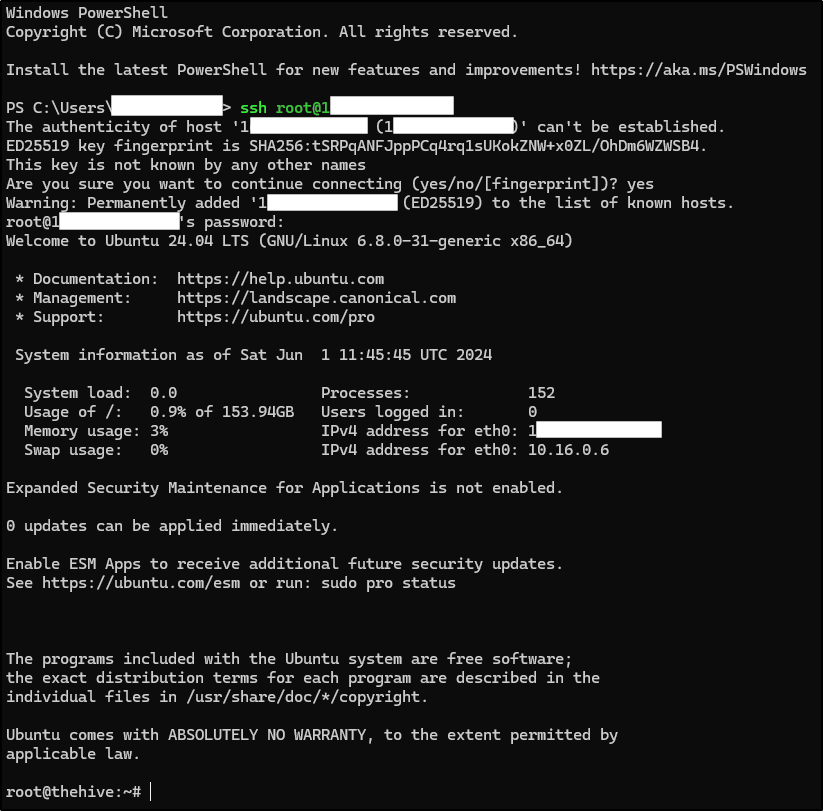 Windows PowerShell
Copyright (C) Microsoft Corporation. All rights reserved.
Install the latest PowerShell for new features and improvements! https://aka.ms/PSWindows
PS C:\Users\> ssh root@1
The authenticity of host '1 (1)' can't be established.
ED25519 key fingerprint is SHA256:tSRPqANFJppPCq4rq1sUKokZNW+x0ZL/OhDm6WZWSB4.
This key is not known by any other names
Are you sure you want to continue connecting (yes/no/[fingerprint])? yes
Warning: Permanently added '1 (ED25519) to the list of known hosts.
root@1's password:
Welcome to Ubuntu 24.04 LTS (GNU/Linux 6.8.0-31-generic x86_64)
* Documentation:  https://help.ubuntu.com
* Management:     https://landscape.canonical.com
* Support:        https://ubuntu.com/pro
System information as of Sat Jun  1 11:45:45 UTC 2024
System load:  0.0                Processes:             152
Usage of /:   0.9% of 153.94GB   Users logged in:       0
Memory usage: 3%                 IPv4 address for eth0: 1
Swap usage:   0%                 IPv4 address for eth0: 10.16.0.6
Expanded Security Maintenance for Applications is not enabled.
0 updates can be applied immediately.
Enable ESM Apps to receive additional future security updates.
See https://ubuntu.com/esm or run: sudo pro status
The programs included with the Ubuntu system are free software;
the exact distribution terms for each program are described in the
individual files in /usr/share/doc/*/copyright.
Ubuntu comes with ABSOLUTELY NO WARRANTY, to the extent permitted by
applicable law.
root@thehive:~#